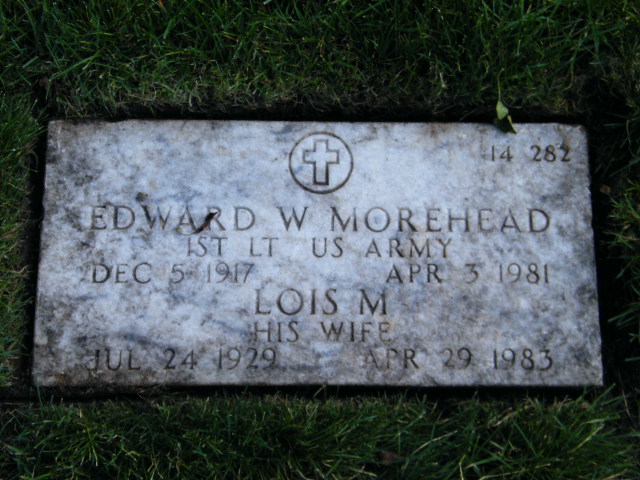 14 282
EDWARD W MOREHEAD
1ST LT US ARMY
DEC 5 1917 APR 3 1981
LOIS M
HIS WIFE
JUL 24 1929 APR 29 1983